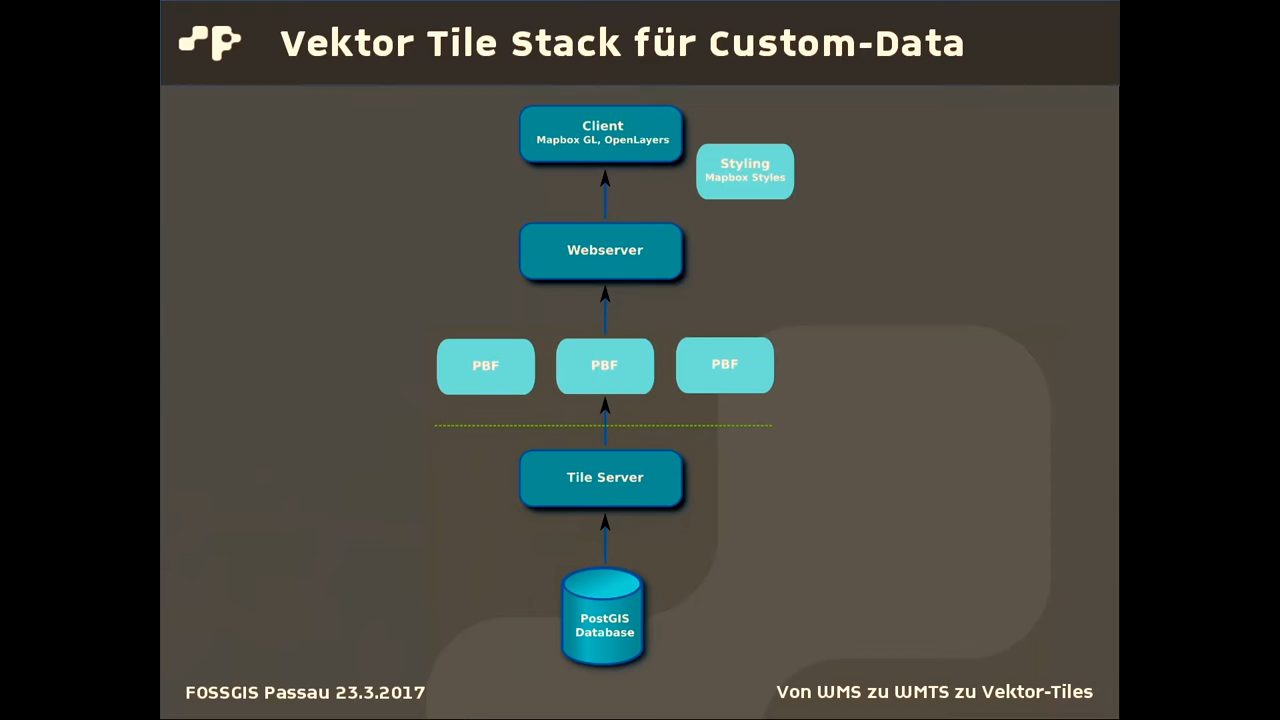 Vektor Tile Stack für Custom-Data
Client
Mapbox GL, OpenLayers
Styling
Mapbox Styles
Webserver
PBF
PBF
PBF
Tile Server
PostGIS
Database
FOSSGIS Passau 23.3.2017
Von WMS zu WMTS zu Vektor-Tiles